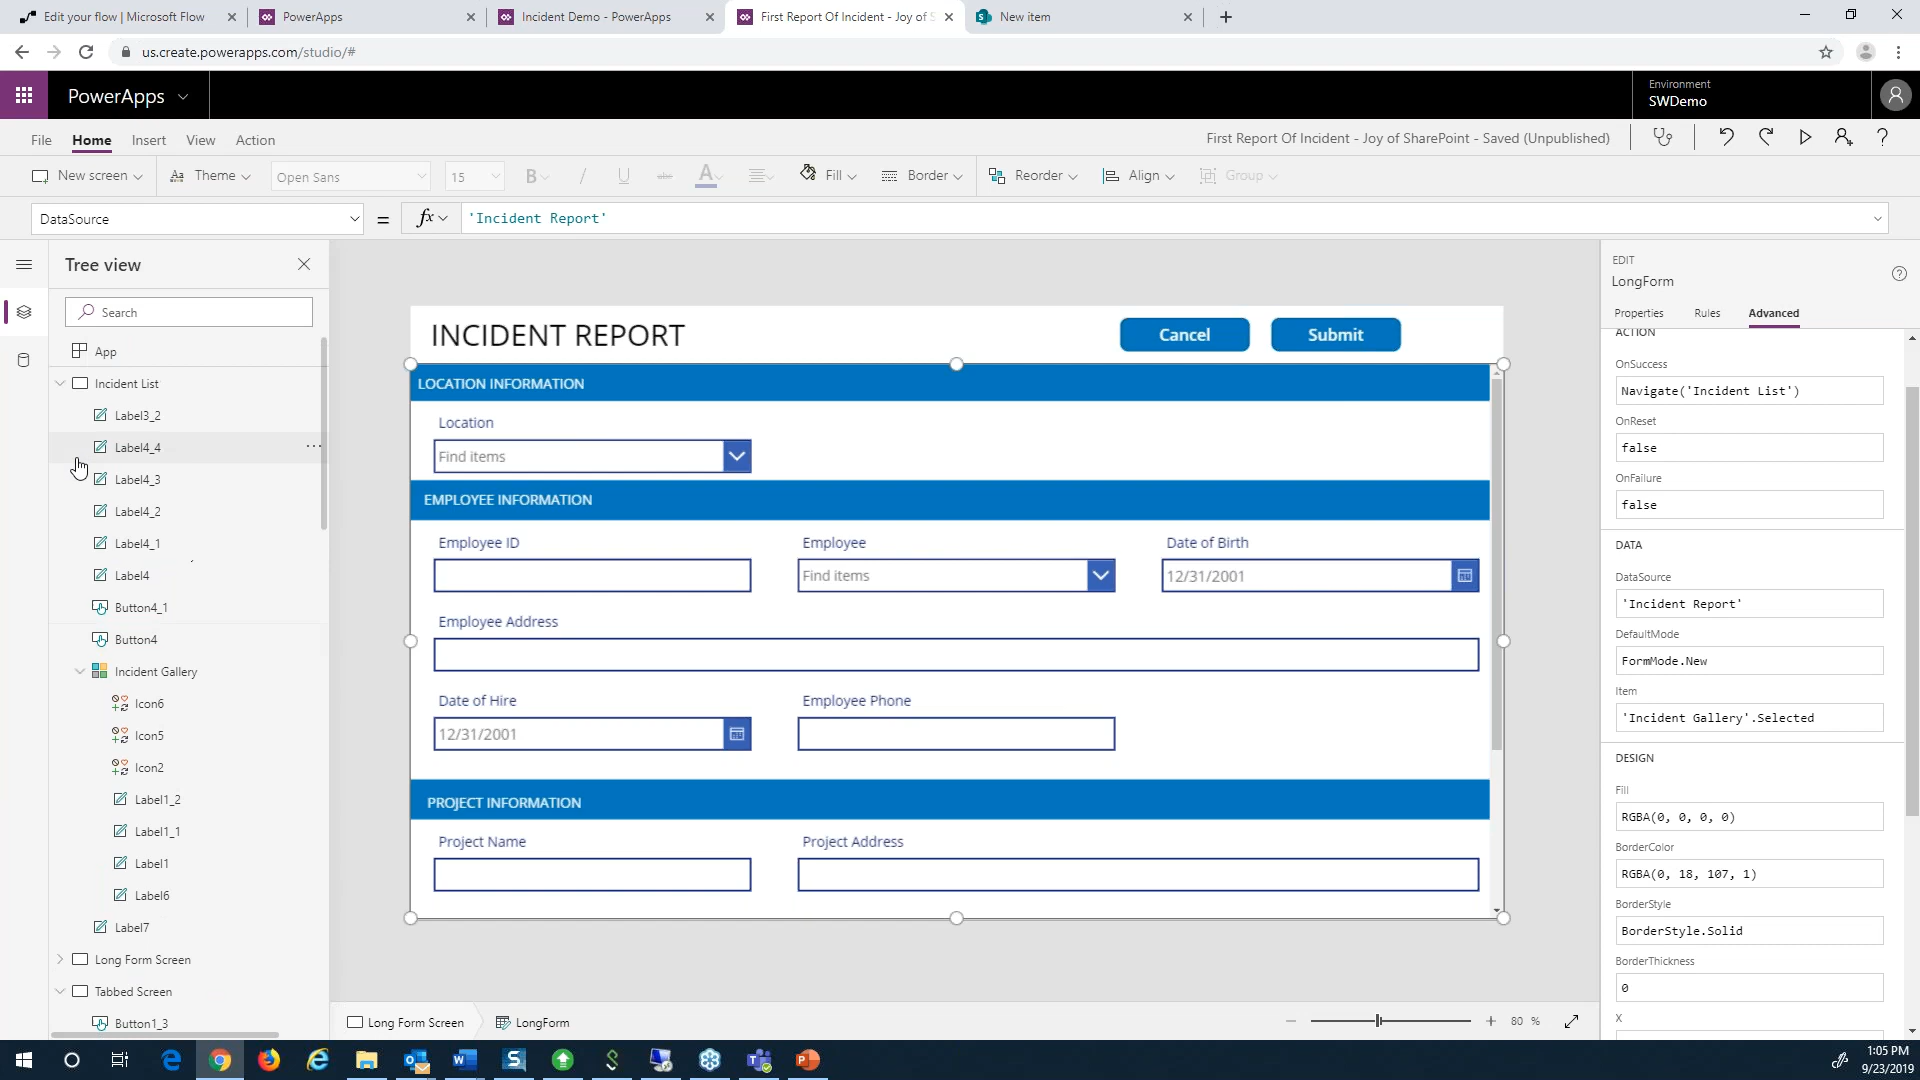 Edit your flow | Microsoft Flow
PowerApps
Incident Demo - PowerApps
First Report Of Incident - Joy of S
New item
us.create.powerapps.com/studio/#
PowerApps
Environment
SWDemo
File
Home
Insert
View
Action
First Report Of Incident - Joy of SharePoint - Saved (Unpublished)
New screen
Theme
Open Sans
15
B
I
U
abc
A
Fill
Border
Reorder
Align
Group
DataSource
=
fx
'Incident Report'
Tree view
Search
App
Incident List
Label3_2
Label4_4
Label4_3
Label4_2
Label4_1
Label4
Button4_1
Button4
Incident Gallery
Icon6
Icon5
Icon2
Label1_2
Label1_1
Label1
Label6
Label7
Long Form Screen
Tabbed Screen
Button1_3
INCIDENT REPORT
Cancel
Submit
LOCATION INFORMATION
Location
Find items
EMPLOYEE INFORMATION
Employee ID
Employee
Date of Birth
Find items
12/31/2001
Employee Address
Date of Hire
Employee Phone
12/31/2001
PROJECT INFORMATION
Project Name
Project Address
Long Form Screen
LongForm
80 %
EDIT
LongForm
Properties
Rules
Advanced
ACTION
OnSuccess
Navigate('Incident List')
OnReset
false
OnFailure
false
DATA
DataSource
'Incident Report'
DefaultMode
FormMode.New
Item
'Incident Gallery'.Selected
DESIGN
Fill
RGBA(0, 0, 0, 0)
BorderColor
RGBA(0, 18, 107, 1)
BorderStyle
BorderStyle.Solid
BorderThickness
0
X
1:05 PM
9/23/2019